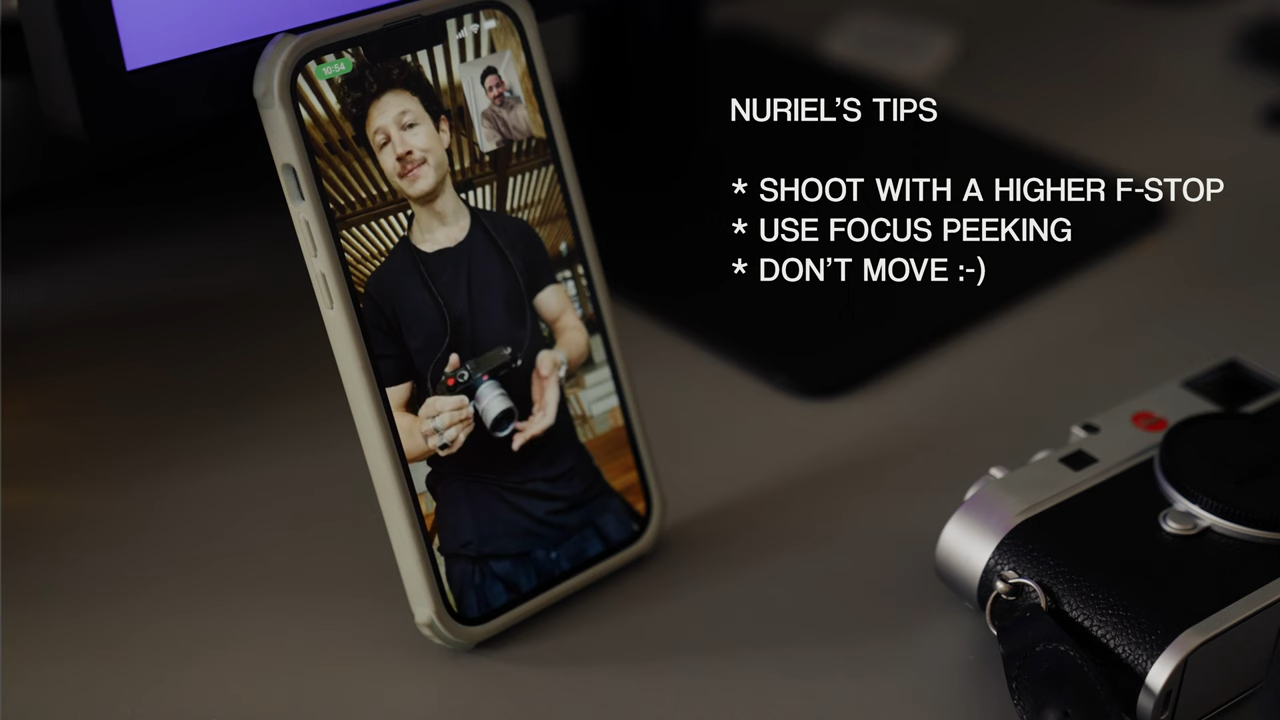 10:54
NURIEL'S TIPS
* SHOOT WITH A HIGHER F-STOP
* USE FOCUS PEEKING
* DON'T MOVE :-)